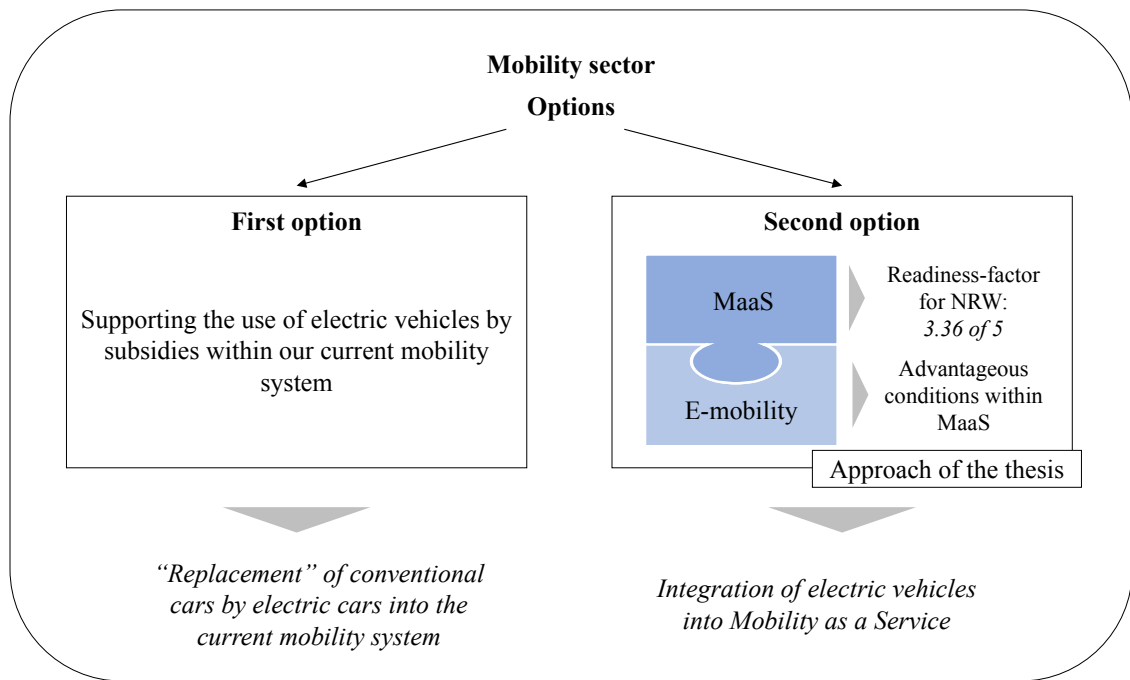 Mobility sector
Options
First option
Supporting the use of electric vehicles by
subsidies within our current mobility
system
“Replacement” of conventional
cars by electric cars into the
current mobility system
Second option
MaaS
E-mobility
Readiness-factor
for NRW:
3.36 of 5
Advantageous
conditions within
MaaS
Approach of the thesis
Integration of electric vehicles
into Mobility as a Service